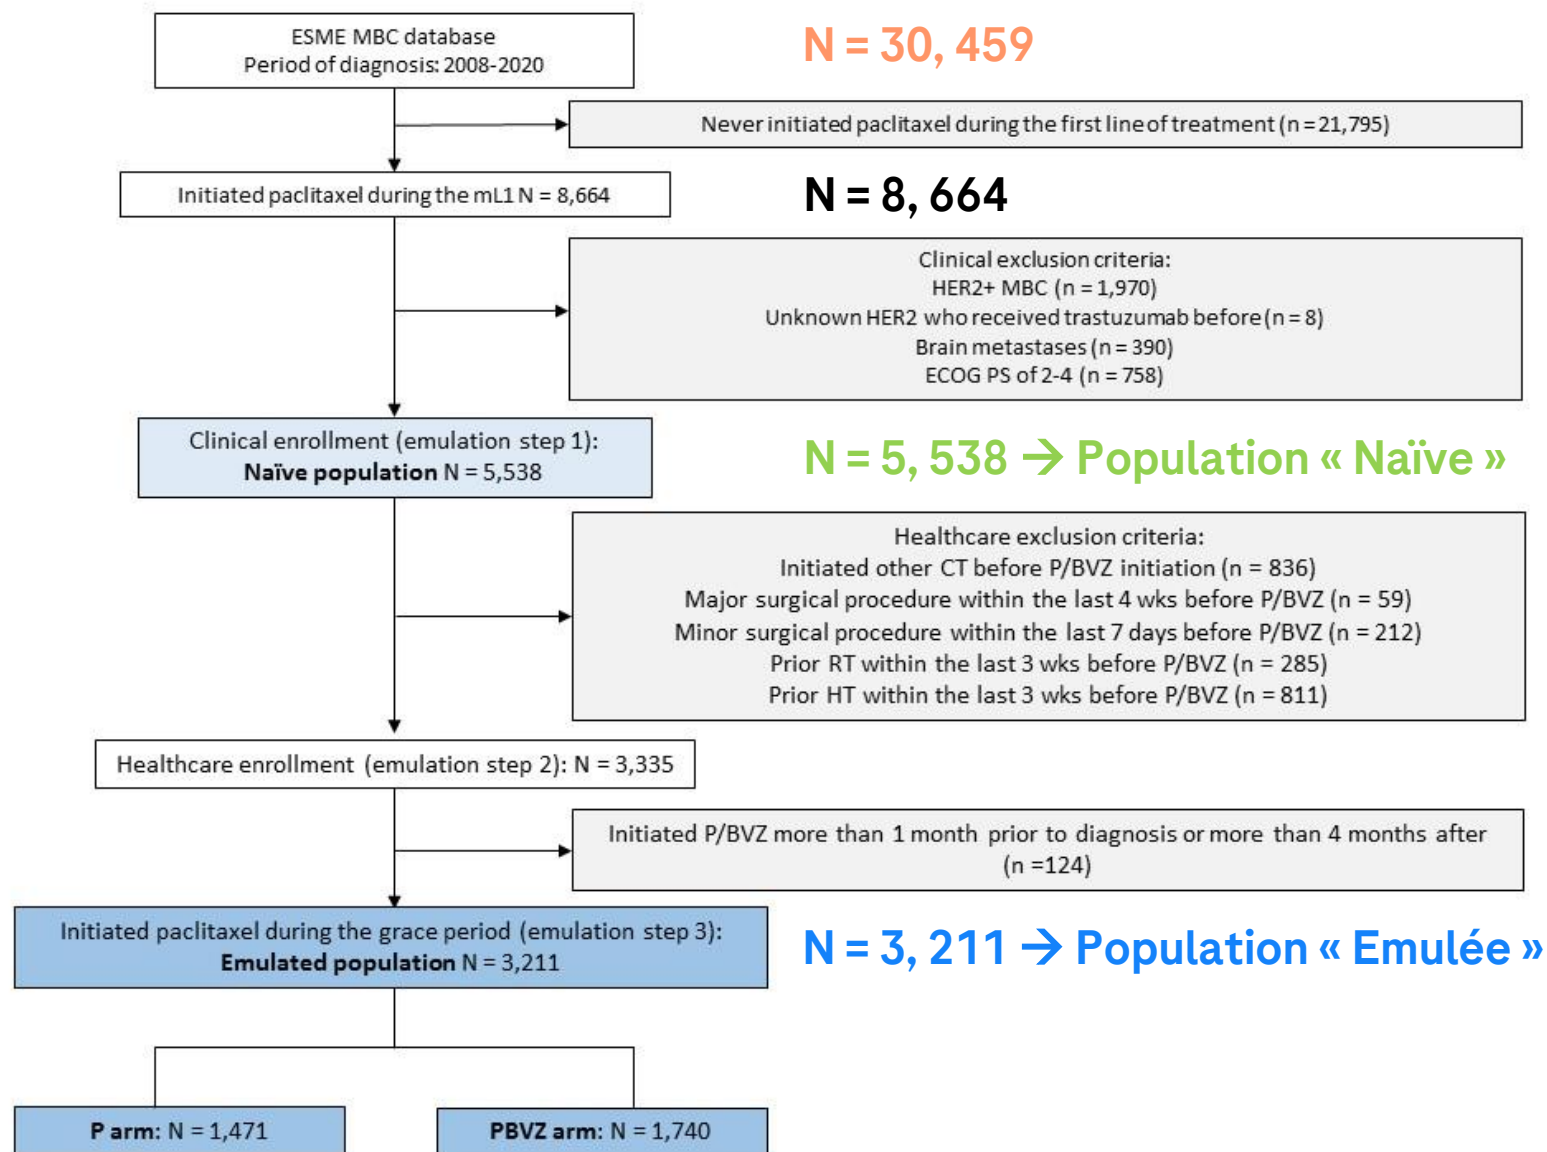 ESME MBC database
Period of diagnosis: 2008-2020
N = 30, 459
Never initiated paclitaxel during the first line of treatment (n = 21,795)
Initiated paclitaxel during the mL1 N = 8,664
N = 8, 664
Clinical exclusion criteria:
HER2+ MBC (n = 1,970)
Unknown HER2 who received trastuzumab before (n = 8)
Brain metastases (n = 390)
ECOG PS of 2-4 (n = 758)
Clinical enrollment (emulation step 1):
Naïve population N = 5,538
N = 5, 538 → Population « Naïve »
Healthcare exclusion criteria:
Initiated other CT before P/BVZ initiation (n = 836)
Major surgical procedure within the last 4 wks before P/BVZ (n = 59)
Minor surgical procedure within the last 7 days before P/BVZ (n = 212)
Prior RT within the last 3 wks before P/BVZ (n = 285)
Prior HT within the last 3 wks before P/BVZ (n = 811)
Healthcare enrollment (emulation step 2): N = 3,335
Initiated P/BVZ more than 1 month prior to diagnosis or more than 4 months after
(n =124)
Initiated paclitaxel during the grace period (emulation step 3):
Emulated population N = 3,211
N = 3, 211 → Population « Emulée »
P arm: N = 1,471
PBVZ arm: N = 1,740